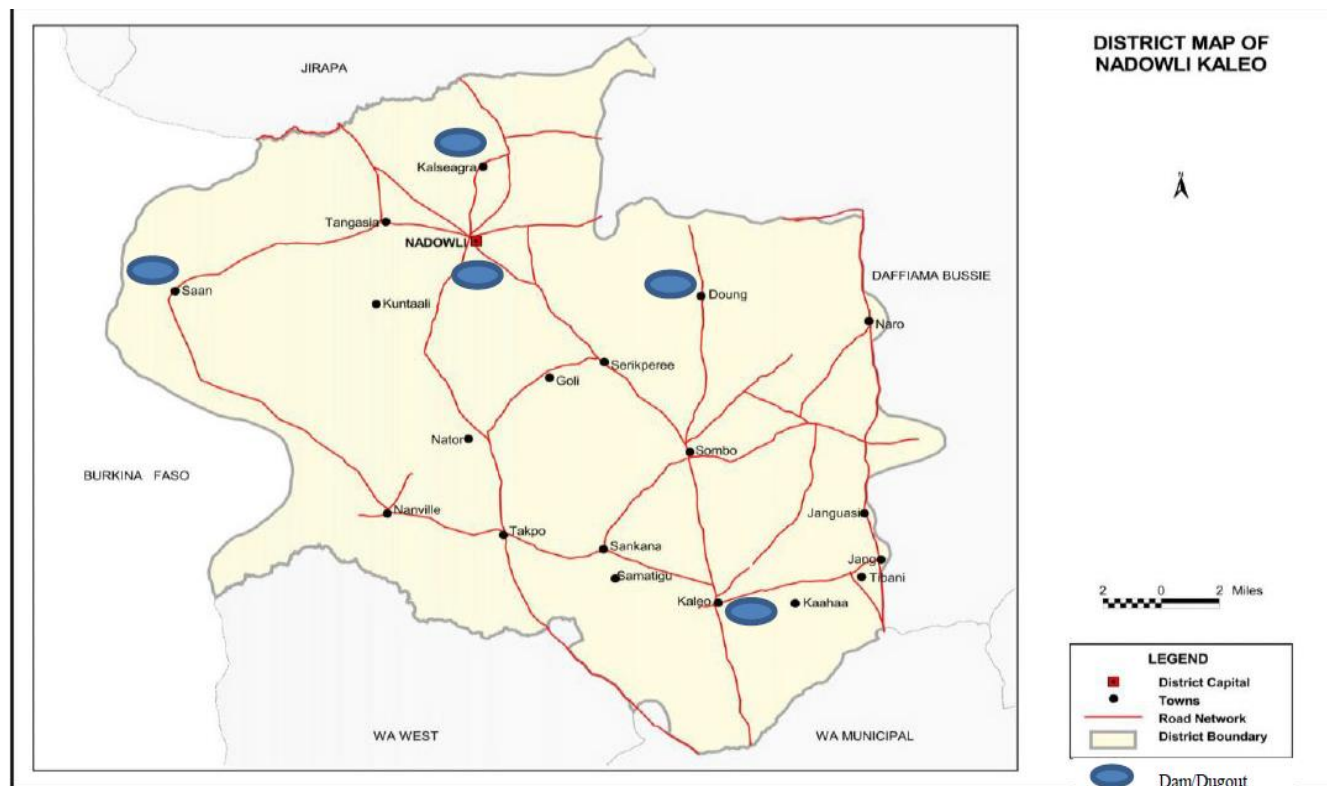 DISTRICT MAP OF
NADOWLI KALEO
JIRAPA
Kalseagra
Tangasia
NADOWLI
N
DAFFIAMA BUSSIE
Saan
Kuntaali
Doung
Naro
Serikperee
Goli
Nator
Sombo
BURKINA FASO
Nanville
Janguasi
Takpo
Sankana
Jang
Samatigu
Tibani
Kaleo
Kaahaa
2 0 2 Miles
WA WEST
WA MUNICIPAL
LEGEND
District Capital
Towns
Road Network
District Boundary
Dam/Dugout